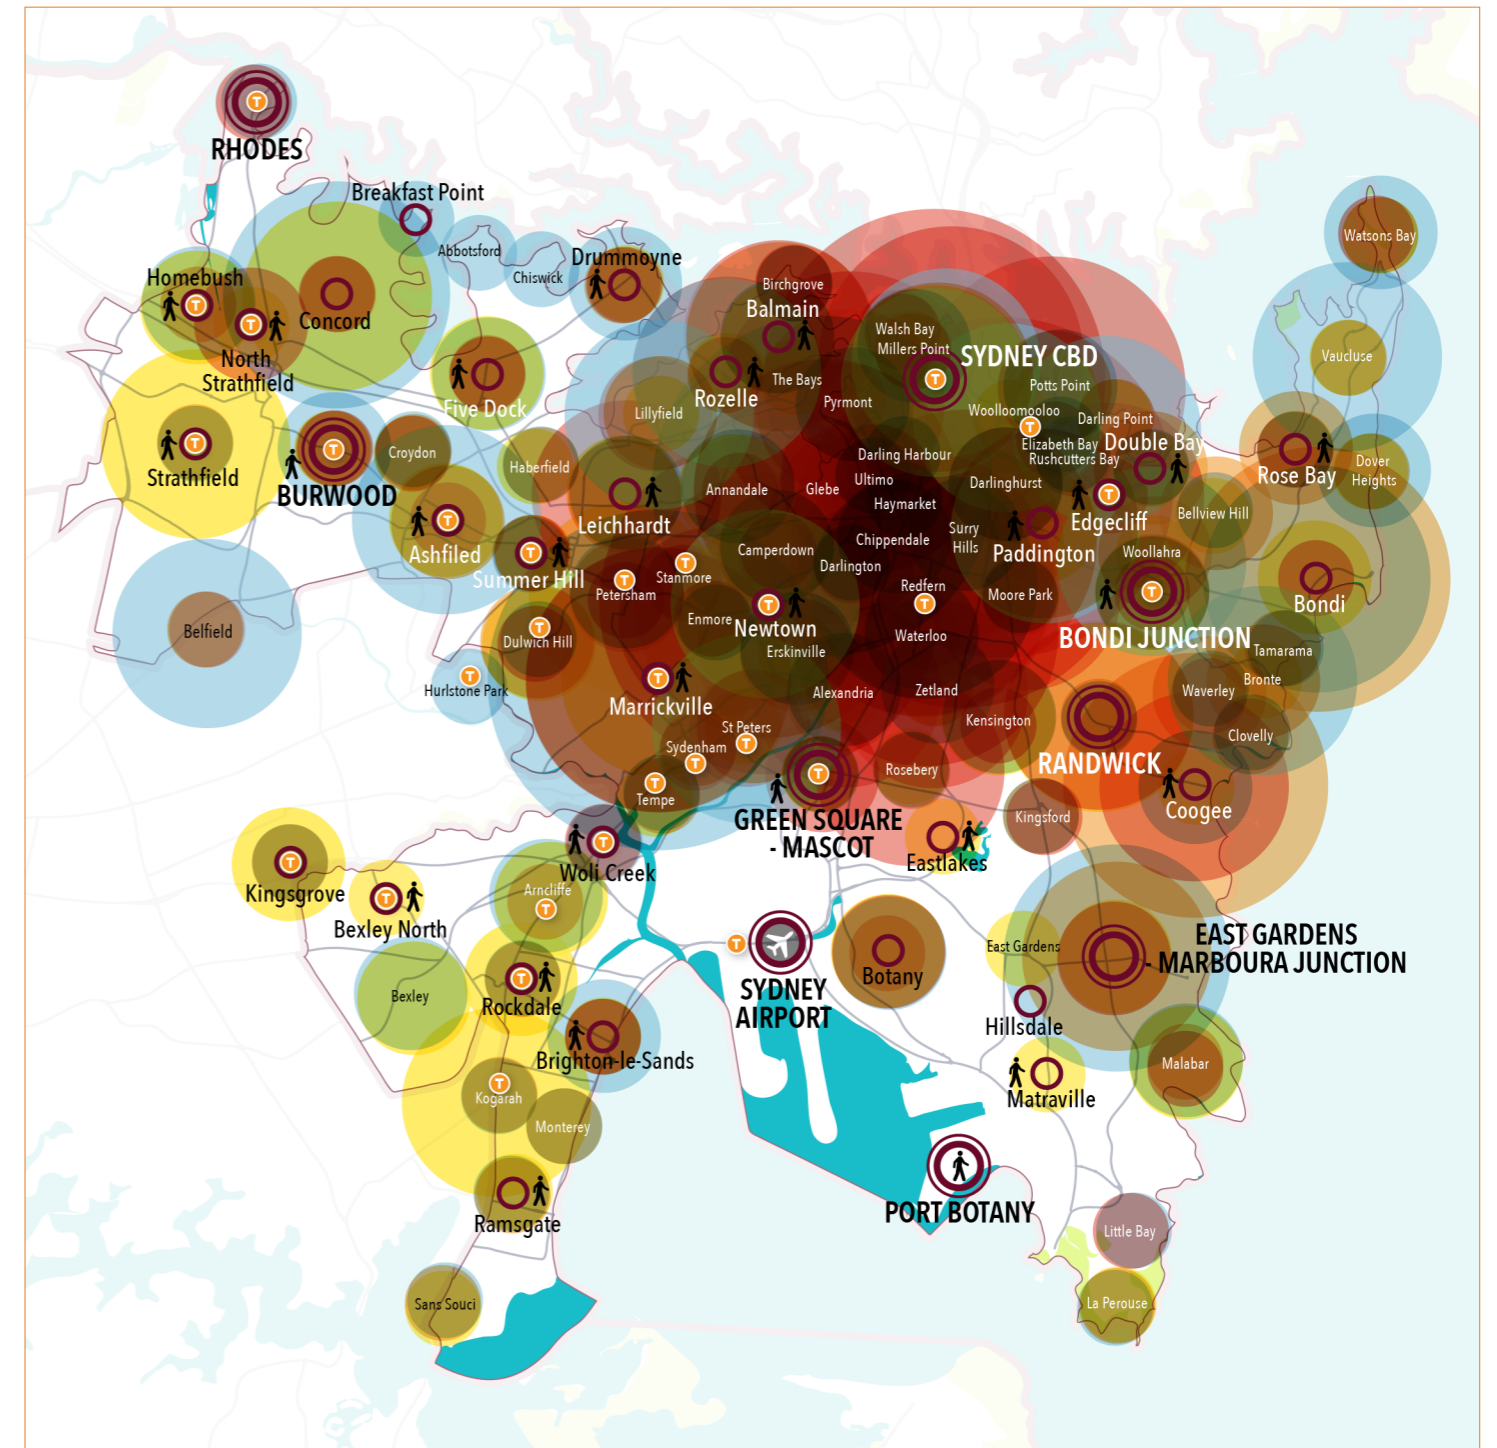 T
RHODES
Breakfast Point
Abbotsford
Chiswick
Drummoyne
Watsons Bay
Homebush
T
T
North
Strathfield
Concord
Birchgrove
Balmain
Walsh Bay
Millers Point
SYDNEY CBD
T
Vaucluse
Five Dock
Rozelle
The Bays
Pyrmont
Lillyfield
Potts Point
Woolloomooloo
T
Darling Point
Elizabeth Bay
Rushcutters Bay
Double Bay
T
Strathfield
T
BURWOOD
Croydon
Haberfield
Darling Harbour
Ultimo
Haymarket
Darlinghurst
Rose Bay
Dover
Heights
Leichhardt
Annandale
Glebe
T
Edgecliff
Bellview Hill
T
Ashfiled
T
Summer Hill
Camperdown
Chippendale
Darlington
Surry
Hills
Paddington
Woollahra
T
Stanmore
T
Petersham
T
Newtown
Enmore
Erskinville
Redfern
T
Waterloo
Moore Park
T
BONDI JUNCTION
Bondi
Tamarama
Belfield
T
Dulwich Hill
T
Hurlstone Park
T
Marrickville
Alexandria
Zetland
Kensington
Waverley
Bronte
Clovelly
St Peters
T
Sydenham
T
T
Tempe
T
GREEN SQUARE
- MASCOT
Rosebery
RANDWICK
Coogee
Kingsford
Eastlakes
T
Woli Creek
T
Kingsgrove
T
Bexley North
Arncliffe
T
T
SYDNEY
AIRPORT
Botany
East Gardens
EAST GARDENS
- MARBOURA JUNCTION
Bexley
T
Rockdale
Hillsdale
Brighton-le-Sands
T
Kogarah
Monterey
Matraville
Malabar
Ramsgate
PORT BOTANY
Little Bay
Sans Souci
La Perouse